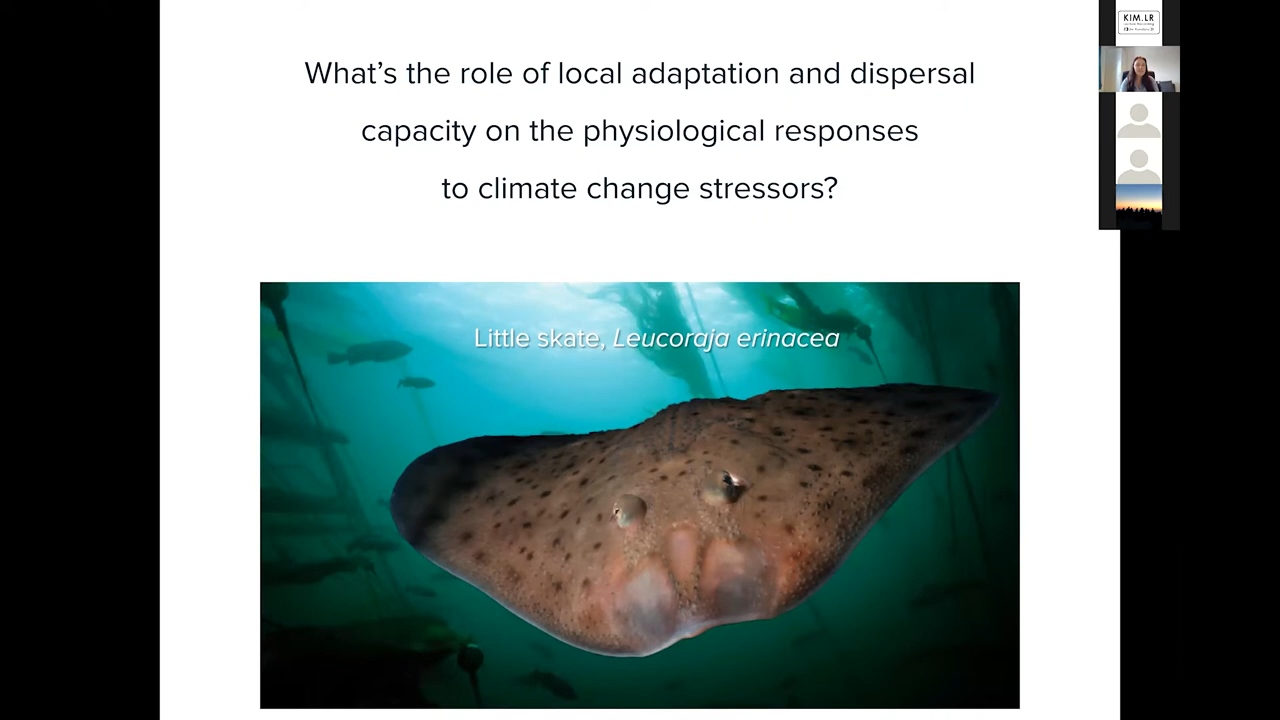 What’s the role of local adaptation and dispersal
capacity on the physiological responses
to climate change stressors?
Little skate, Leucoraja erinacea
KIM.LR